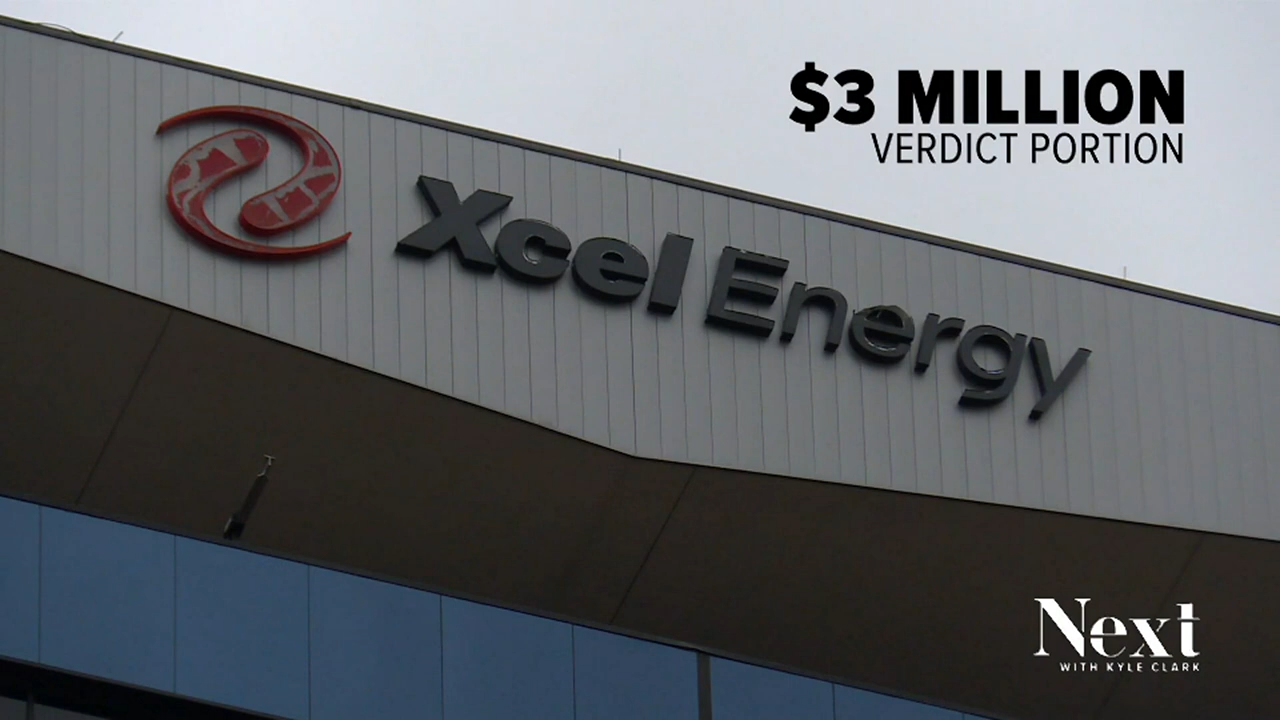 $3 MILLION
VERDICT PORTION
Xcel Energy
Next
WITH KYLE CLARK